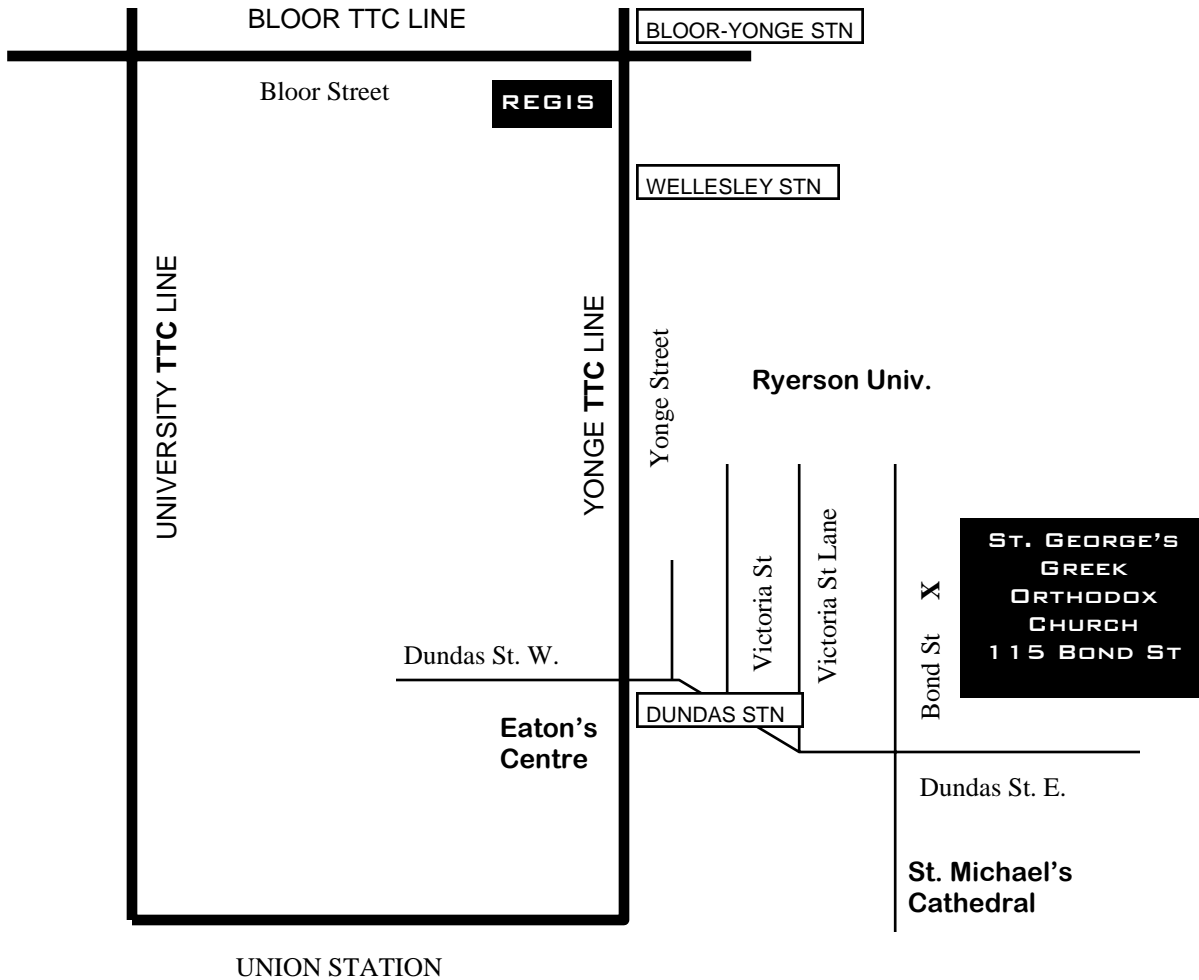 BLOOR TTC LINE
BLOOR-YONGE STN
Bloor Street
REGIS
WELLESLEY STN
UNIVERSITY TTC LINE
YONGE TTC LINE
Yonge Street
Ryerson Univ.
Victoria St
Victoria St Lane
Bond St X
ST. GEORGE'S
GREEK
ORTHODOX
CHURCH
115 BOND ST
Dundas St. W.
DUNDAS STN
Eaton's
Centre
Dundas St. E.
St. Michael's
Cathedral
UNION STATION